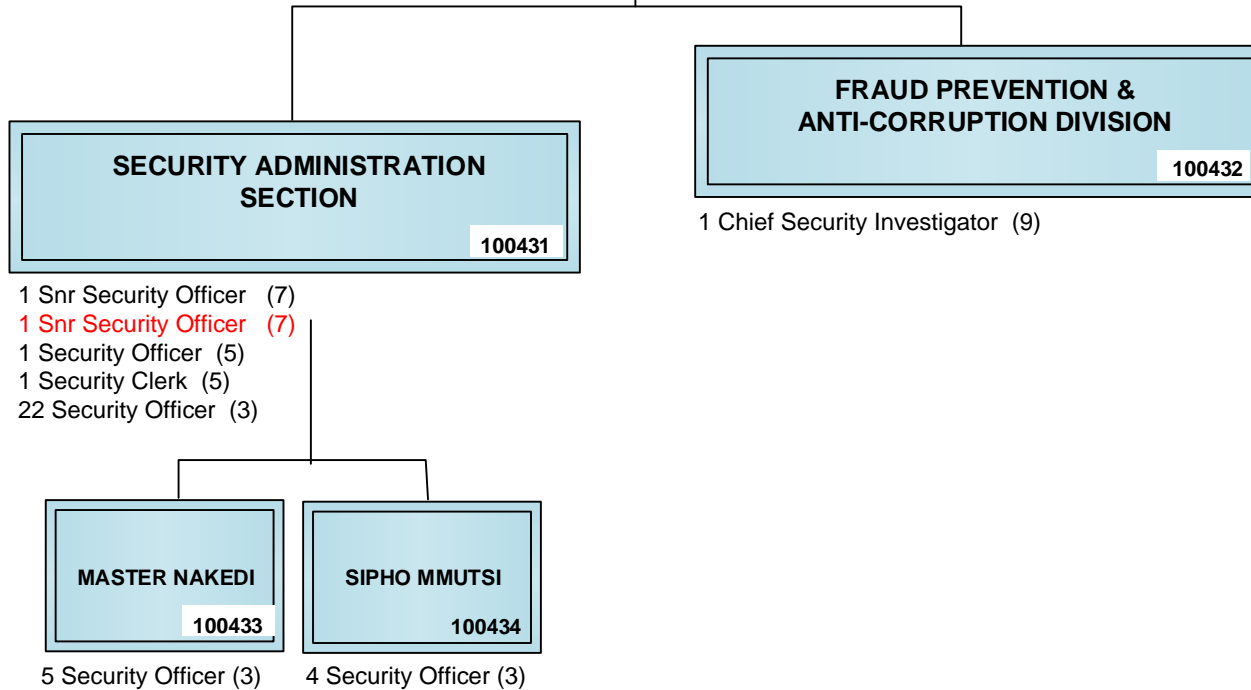 SECURITY ADMINISTRATION
SECTION
100431
1 Snr Security Officer (7)
1 Snr Security Officer (7)
1 Security Officer (5)
1 Security Clerk (5)
22 Security Officer (3)
FRAUD PREVENTION &
ANTI-CORRUPTION DIVISION
100432
1 Chief Security Investigator (9)
MASTER NAKEDI
100433
5 Security Officer (3)
SIPHO MMUTSI
100434
4 Security Officer (3)